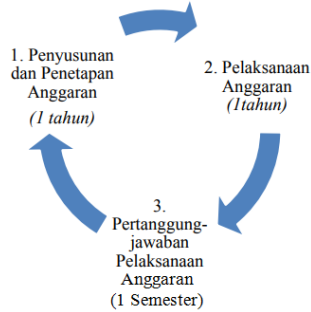 1. Penyusunan
dan Penetapan
Anggaran
(1 tahun)
2. Pelaksanaan
Anggaran
(1tahun)
3.
Pertanggung-
jawaban
Pelaksanaan
Anggaran
(1 Semester)